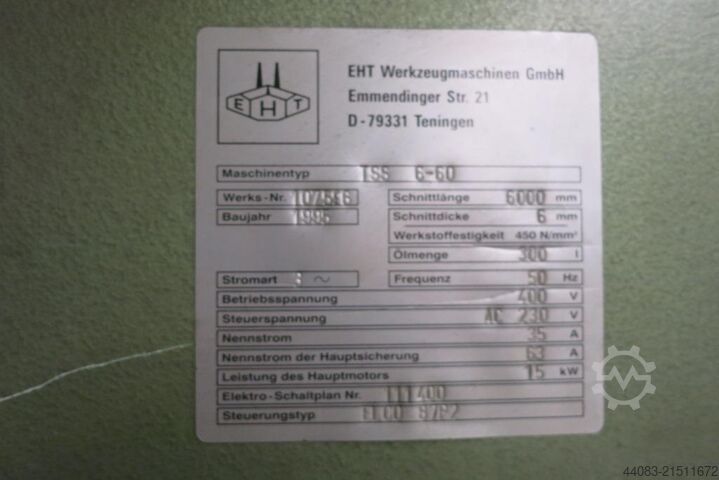 EHT
EHT Werkzeugmaschinen GmbH
Emmendinger Str. 21
D-79331 Teningen
Maschinentyp TSS 6-60
Werks-Nr. Schnittlänge 6000 mm
Baujahr 1995 Schnittdicke 6 mm
Werkstoffestigkeit 450 N/mm²
Ölmenge 300 l
Stromart 3 ~ Frequenz 50 Hz
Betriebsspannung 400 V
Steuerspannung AC 230 V
Nennstrom 35 A
Nennstrom der Hauptsicherung 63 A
Leistung des Hauptmotors 15 kW
Elektro-Schaltplan Nr. 111400
Steuerungstyp
44083-21511672